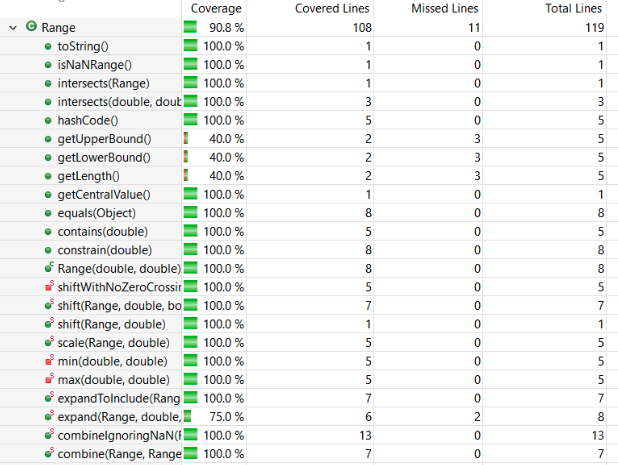 Coverage Covered Lines Missed Lines Total Lines
Range 90.8 % 108 11 119
toString() 100.0 % 1 0 1
isNaNRange() 100.0 % 1 0 1
intersects(Range) 100.0 % 1 0 1
intersects(double, doub 100.0 % 3 0 3
hashCode() 100.0 % 5 0 5
getUpperBound() 40.0 % 2 3 5
getLowerBound() 40.0 % 2 3 5
getLength() 40.0 % 2 3 5
getCentralValue() 100.0 % 1 0 1
equals(Object) 100.0 % 8 0 8
contains(double) 100.0 % 5 0 5
constrain(double) 100.0 % 8 0 8
Range(double, double) 100.0 % 8 0 8
shiftWithNoZeroCrossin 100.0 % 5 0 5
shift(Range, double, bo 100.0 % 7 0 7
shift(Range, double) 100.0 % 1 0 1
scale(Range, double) 100.0 % 5 0 5
min(double, double) 100.0 % 5 0 5
max(double, double) 100.0 % 5 0 5
expandToInclude(Rang 100.0 % 7 0 7
expand(Range, double, 75.0 % 6 2 8
combineIgnoringNaN(R 100.0 % 13 0 13
combine(Range, Range 100.0 % 7 0 7